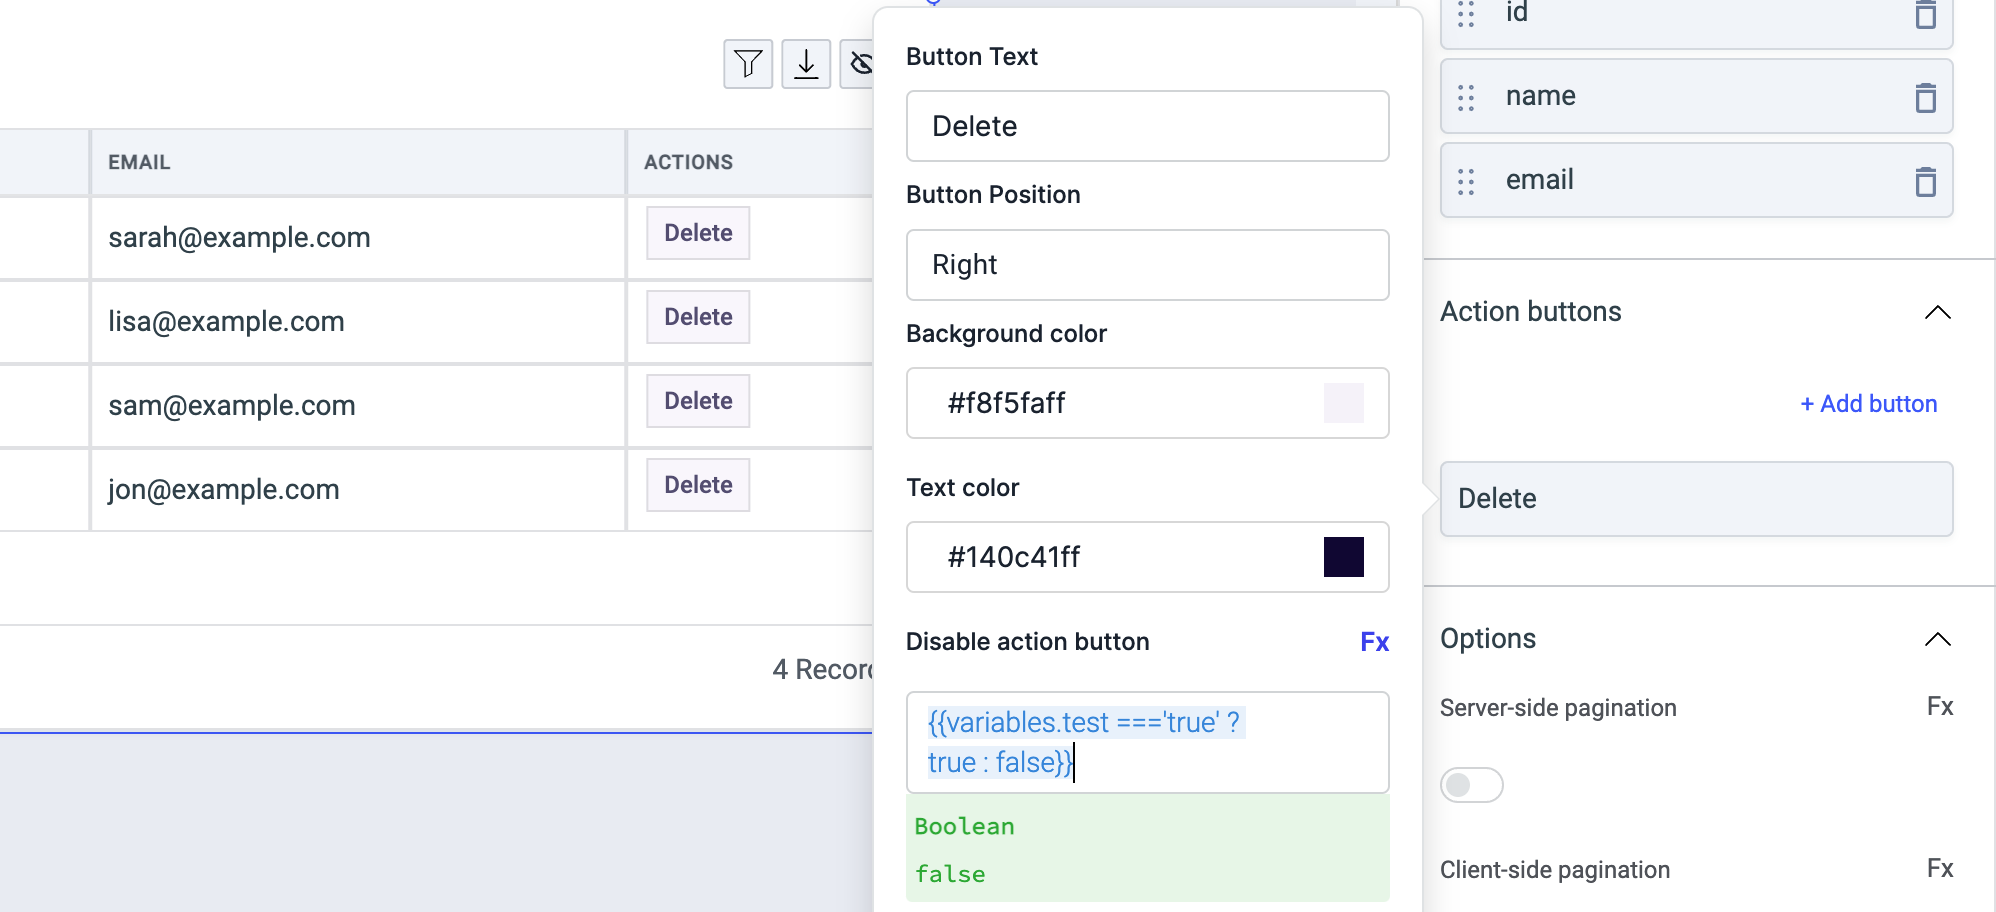 EMAIL
ACTIONS
sarah@example.com
Delete
lisa@example.com
Delete
sam@example.com
Delete
jon@example.com
Delete
4
Button Text
Delete
Button Position
Right
Background color
#f8f5faff
Text color
#140c41ff
Disable action button
Fx
{{variables.test ==='true' ?
true : false}}
Boolean
false
id
name
email
Action buttons
+ Add button
Delete
Options
Server-side pagination
Fx
Client-side pagination
Fx